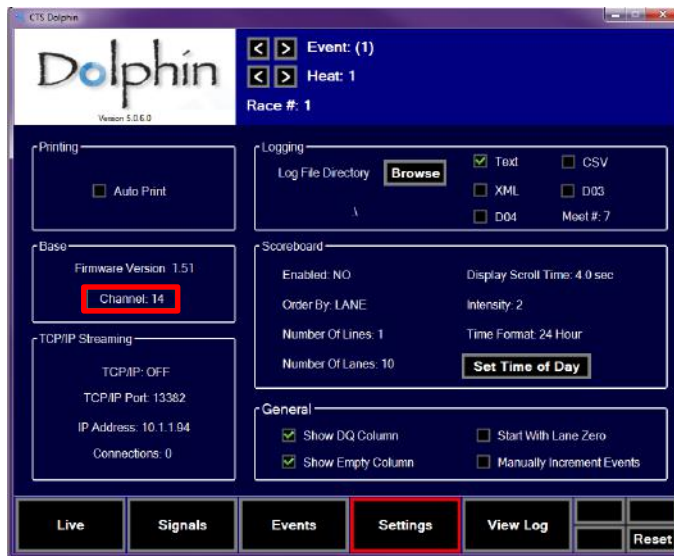 CTS Dolphin
Dolphin
Version 5.0.6.0
< > Event: (1)
< > Heat: 1
Race #: 1
Printing
Auto Print
Logging
Log File Directory Browse
.\
Text CSV
XML D03
D04 Meet #: 7
Base
Firmware Version 1.51
Channel: 14
TCP/IP Streaming
TCP/IP: OFF
TCP/IP Port: 13382
IP Address: 10.1.1.94
Connections: 0
Scoreboard
Enabled: NO
Order By: LANE
Number Of Lines: 1
Number Of Lanes: 10
Display Scroll Time: 4.0 sec
Intensity: 2
Time Format: 24 Hour
Set Time of Day
General
Show DQ Column
Show Empty Column
Start With Lane Zero
Manually Increment Events
Live Signals Events Settings View Log Reset